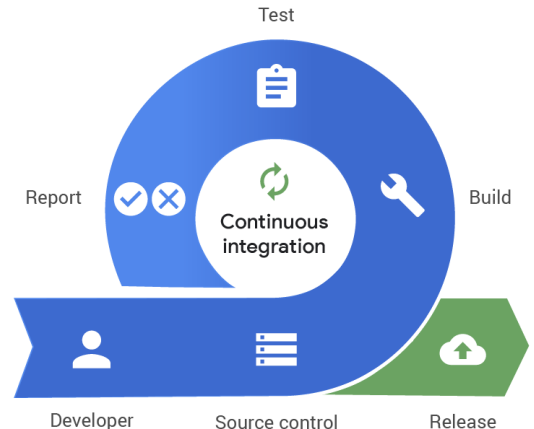 Test
Report
Continuous
integration
Build
Developer
Source control
Release